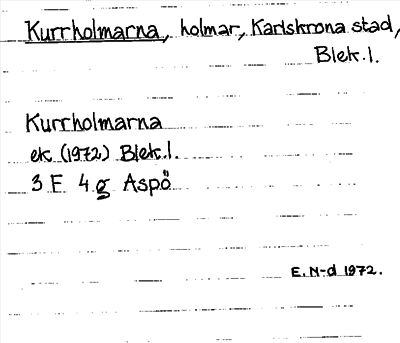 Kurrholmarna, holmar, Karlskrona stad,
Blek.l.
Kurrholmarna
ek (1972) Blek.l.
3 F 4 g Aspö
E. N-d 1972.